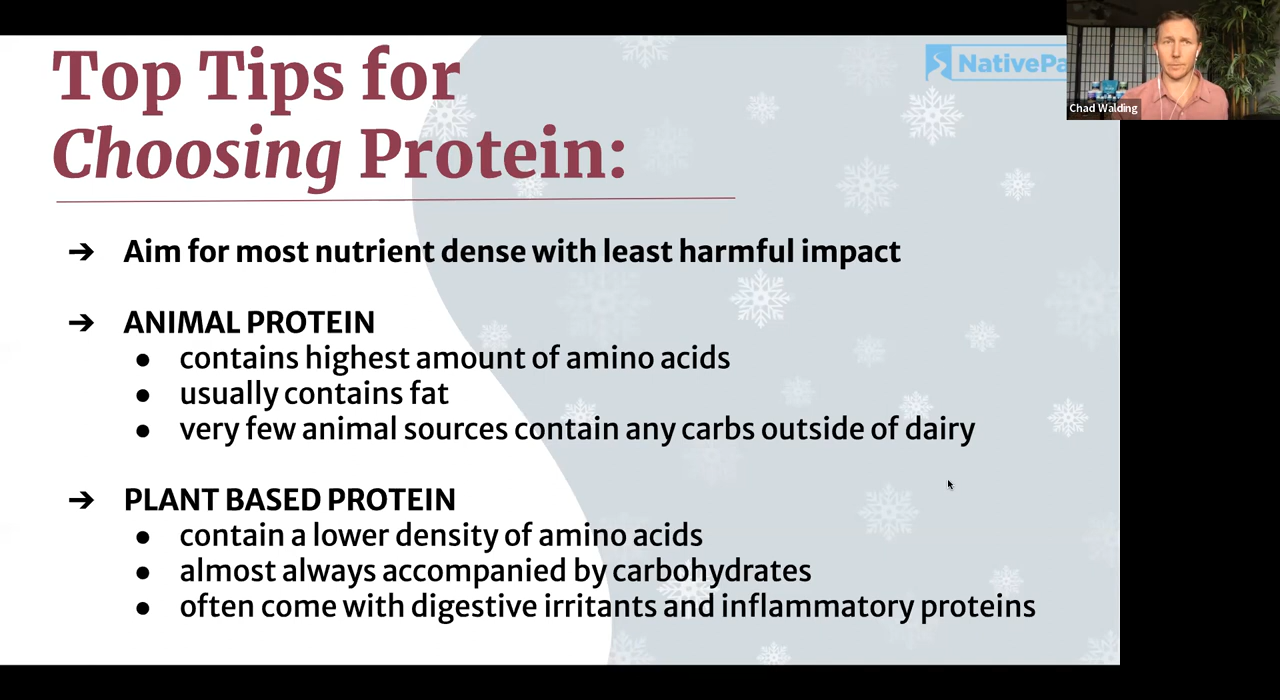 Top Tips for
Choosing Protein:
NativePa
Chad Walding
➔ Aim for most nutrient dense with least harmful impact
➔ ANIMAL PROTEIN
● contains highest amount of amino acids
● usually contains fat
● very few animal sources contain any carbs outside of dairy
➔ PLANT BASED PROTEIN
● contain a lower density of amino acids
● almost always accompanied by carbohydrates
● often come with digestive irritants and inflammatory proteins